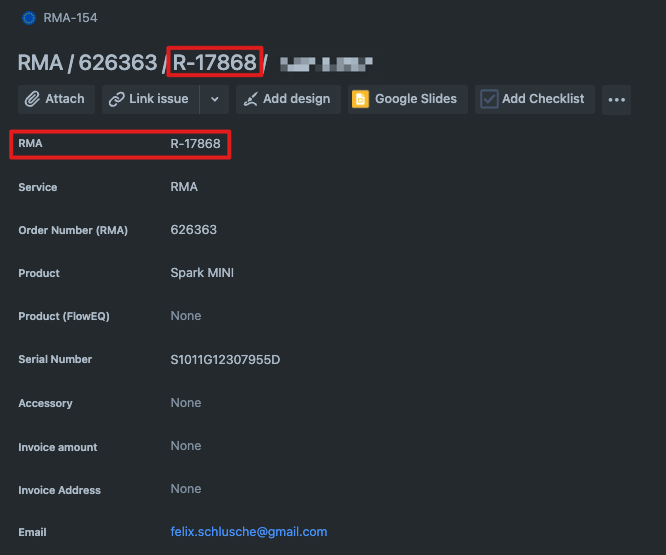 RMA-154
RMA / 626363 / R-17868 /
Attach Link issue Add design Google Slides Add Checklist
RMA R-17868
Service RMA
Order Number (RMA) 626363
Product Spark MINI
Product (FlowEQ) None
Serial Number S1011G12307955D
Accessory None
Invoice amount None
Invoice Address None
Email felix.schlusche@gmail.com